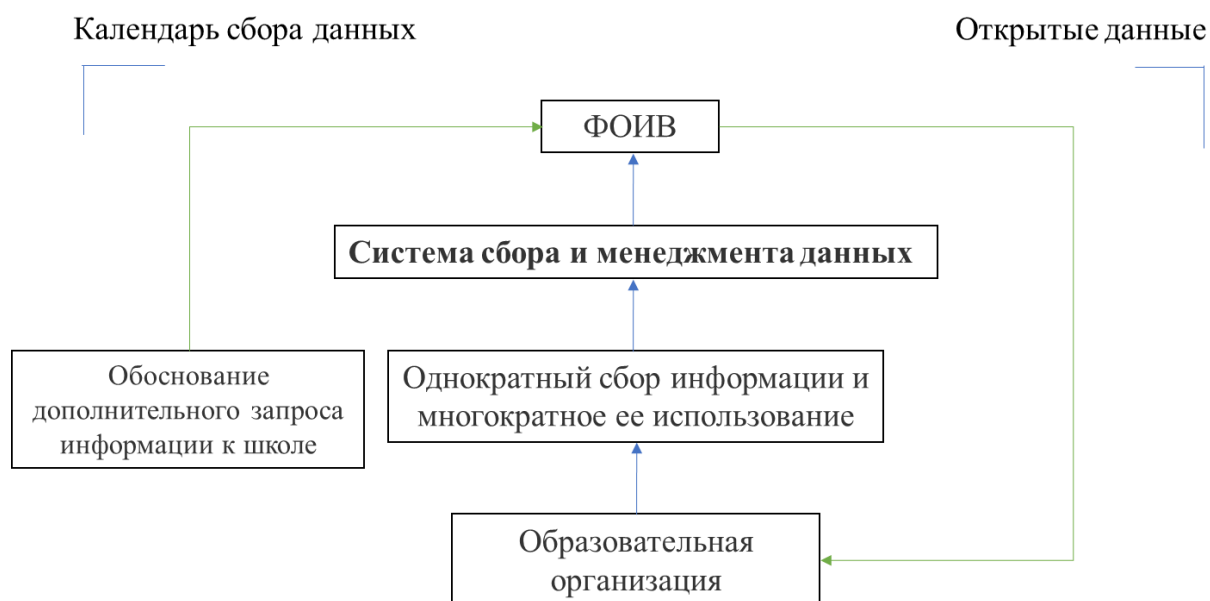 Календарь сбора данных
Открытые данные
ФОИВ
Система сбора и менеджмента данных
Обоснование
дополнительного запроса
информации к школе
Однократный сбор информации и
многократное ее использование
Образовательная
организация